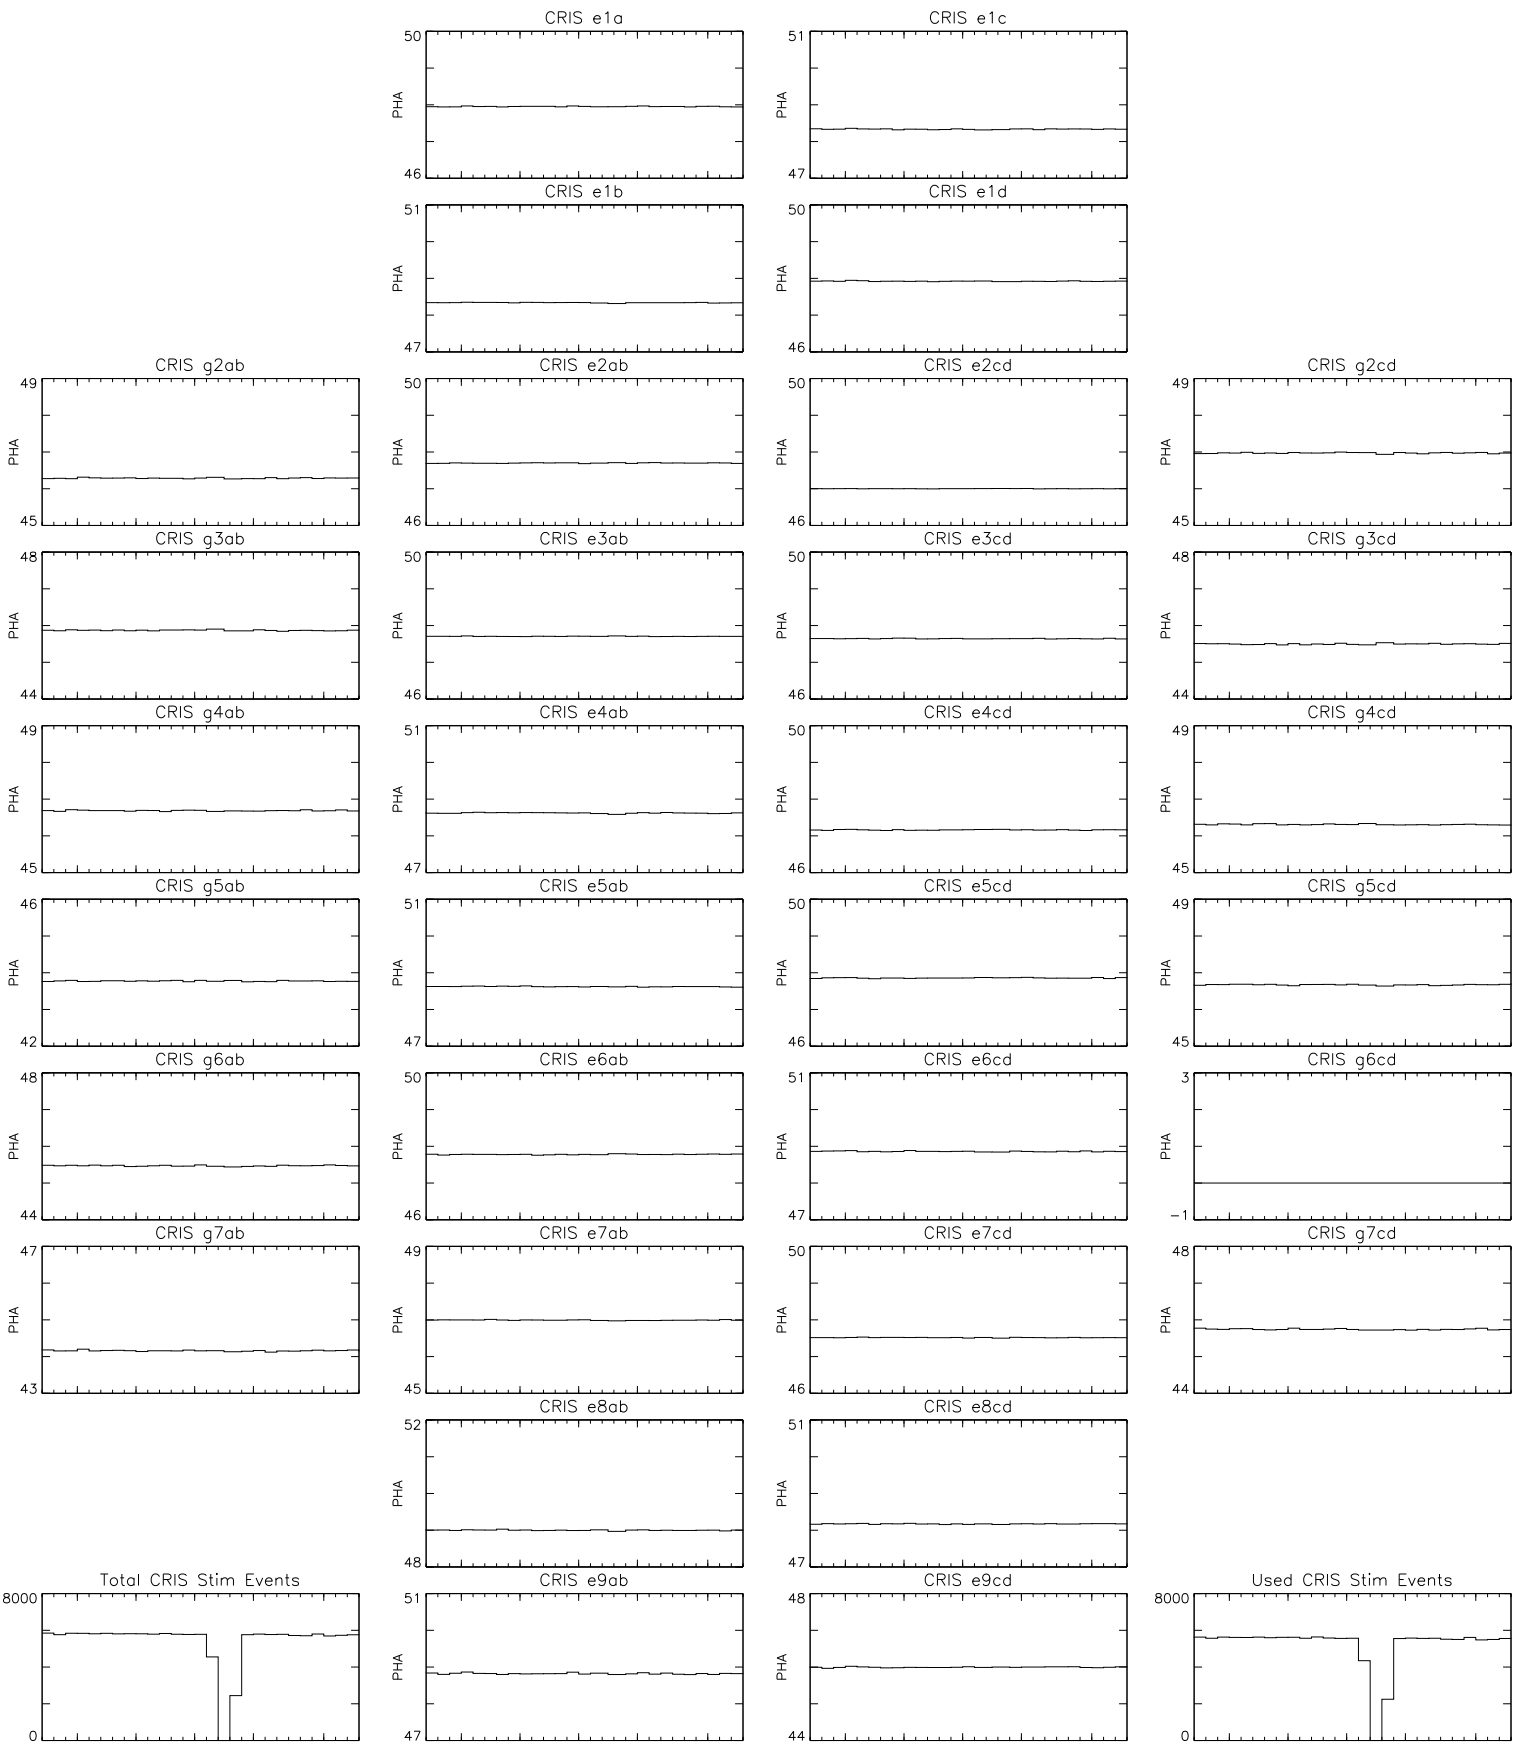 CRIS e1a
CRIS e1c
50
PHA
46
51
PHA
47
CRIS e1b
CRIS e1d
51
PHA
47
50
PHA
46
CRIS g2ab
CRIS e2ab
CRIS e2cd
CRIS g2cd
49
PHA
45
50
PHA
46
50
PHA
46
49
PHA
45
CRIS g3ab
CRIS e3ab
CRIS e3cd
CRIS g3cd
48
PHA
44
50
PHA
46
50
PHA
46
48
PHA
44
CRIS g4ab
CRIS e4ab
CRIS e4cd
CRIS g4cd
49
PHA
45
51
PHA
47
50
PHA
46
49
PHA
45
CRIS g5ab
CRIS e5ab
CRIS e5cd
CRIS g5cd
46
PHA
42
51
PHA
47
50
PHA
46
49
PHA
45
CRIS g6ab
CRIS e6ab
CRIS e6cd
CRIS g6cd
48
PHA
44
50
PHA
46
51
PHA
47
3
PHA
-1
CRIS g7ab
CRIS e7ab
CRIS e7cd
CRIS g7cd
47
PHA
43
49
PHA
45
50
PHA
46
48
PHA
44
CRIS e8ab
CRIS e8cd
52
PHA
48
51
PHA
47
Total CRIS Stim Events
CRIS e9ab
CRIS e9cd
Used CRIS Stim Events
8000
0
51
PHA
47
48
PHA
44
8000
0